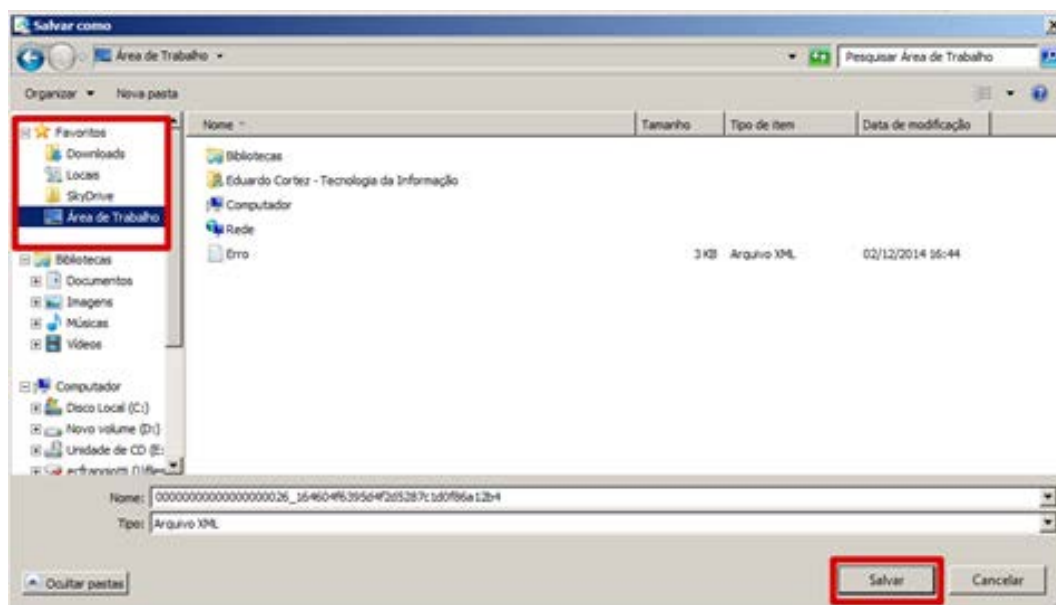 Salvar como
Área de Trabalho
Pesquisar Área de Trabalho
Organizar
Nova pasta
Favoritos
Downloads
Locais
SkyDrive
Área de Trabalho
Bibliotecas
Documentos
Imagens
Músicas
Vídeos
Computador
Disco Local (C:)
Novo volume (D:)
Unidade de CD (E:
Nome Tamanho Tipo de item Data de modificação
Bibliotecas
Eduardo Cortez - Tecnologia da Informação
Computador
Rede
Erro 3 KB Arquivo XML 02/12/2014 16:44
Nome:
Tipo: Arquivo XML
Ocultar pastas
Salvar Cancelar